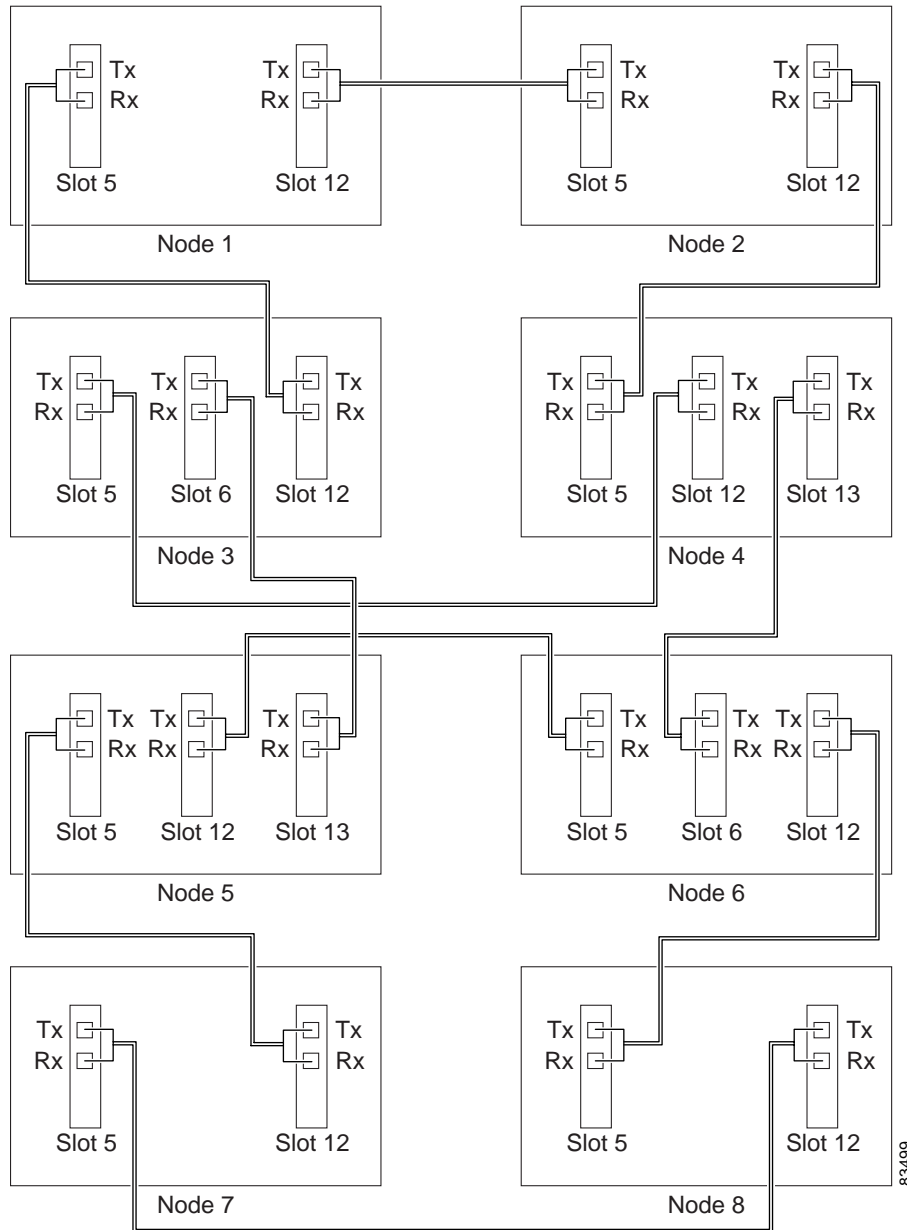 Tx Tx Tx Tx
Rx Rx Rx Rx
Slot 5 Slot 12 Slot 5 Slot 12
Node 1 Node 2
Tx Tx Tx Tx Tx Tx
Rx Rx Rx Rx Rx Rx
Slot 5 Slot 6 Slot 12 Slot 5 Slot 12 Slot 13
Node 3 Node 4
Tx Tx Tx Tx Tx Tx
Rx Rx Rx Rx Rx Rx
Slot 5 Slot 12 Slot 13 Slot 5 Slot 6 Slot 12
Node 5 Node 6
Tx Tx Tx Tx
Rx Rx Rx Rx
Slot 5 Slot 12 Slot 5 Slot 12
Node 7 Node 8
83499